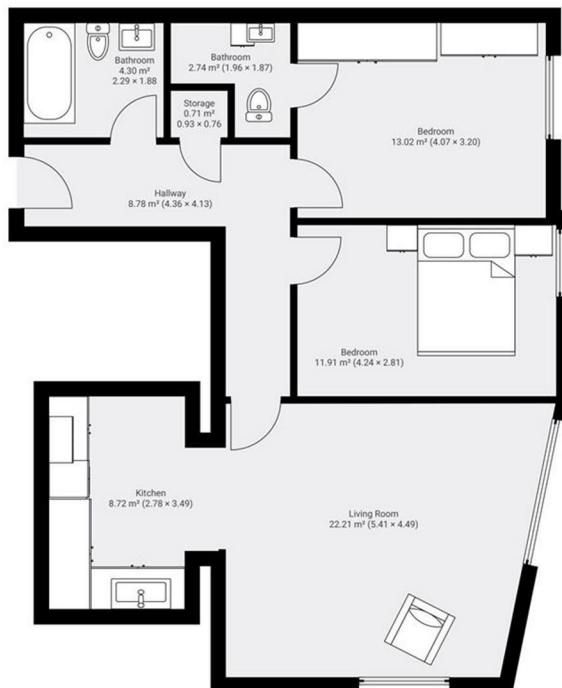 Bathroom
4.30 m²
2.29 × 1.88
Bathroom
2.74 m² (1.96 × 1.87)
Storage
0.71 m²
0.93 × 0.76
Bedroom
13.02 m² (4.07 × 3.20)
Hallway
8.78 m² (4.36 × 4.13)
Bedroom
11.91 m² (4.24 × 2.81)
Kitchen
8.72 m² (2.78 × 3.49)
Living Room
22.21 m² (5.41 × 4.49)